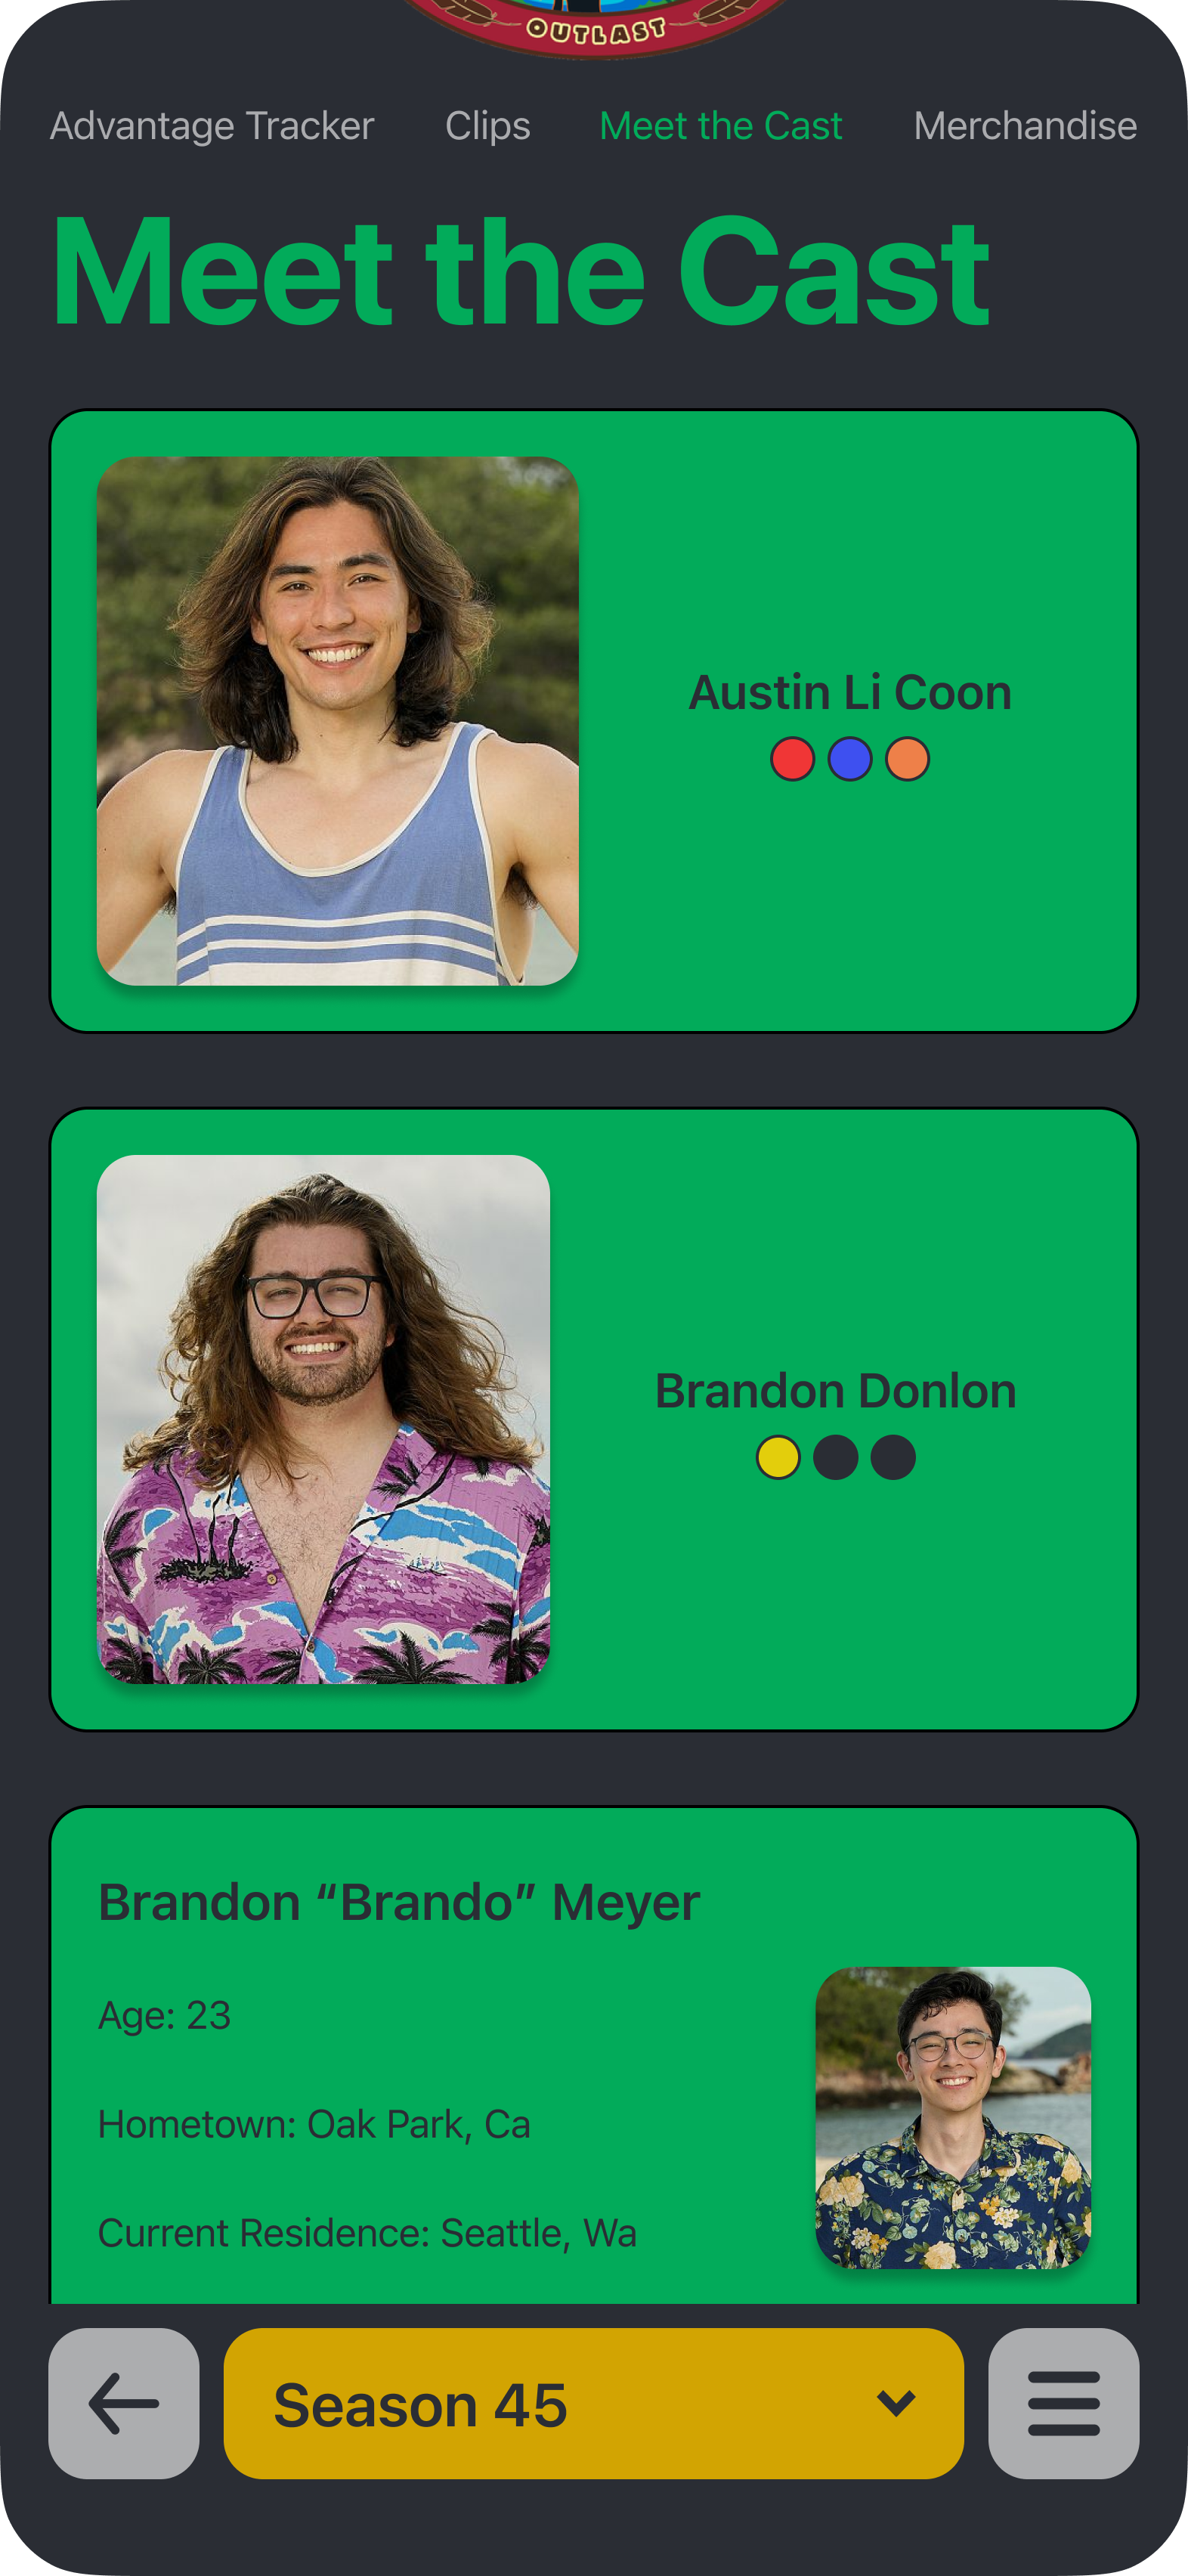 OUTLAST
Advantage Tracker Clips Meet the Cast Merchandise
Meet the Cast
Austin Li Coon
Brandon Donlon
Brandon “Brando” Meyer
Age: 23
Hometown: Oak Park, Ca
Current Residence: Seattle, Wa
Season 45